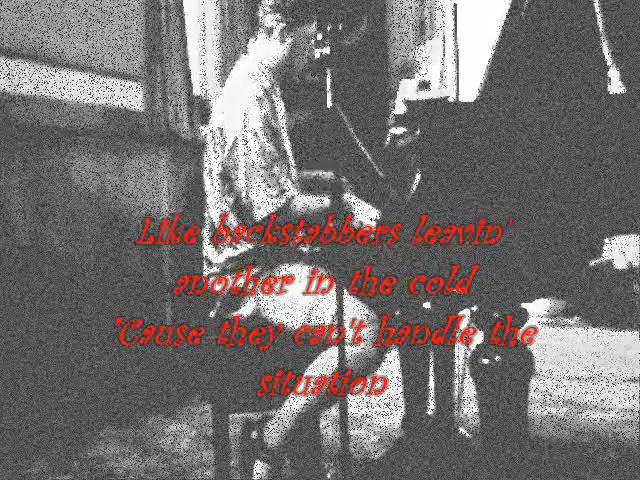 Like backstabbers leavin'
another in the cold
'Cause they can't handle the
situation